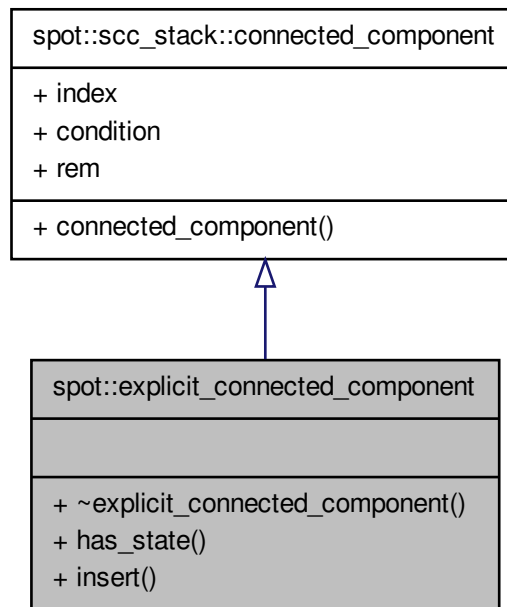 spot::scc_stack::connected_component
+ index
+ condition
+ rem
+ connected_component()
spot::explicit_connected_component
+ ~explicit_connected_component()
+ has_state()
+ insert()